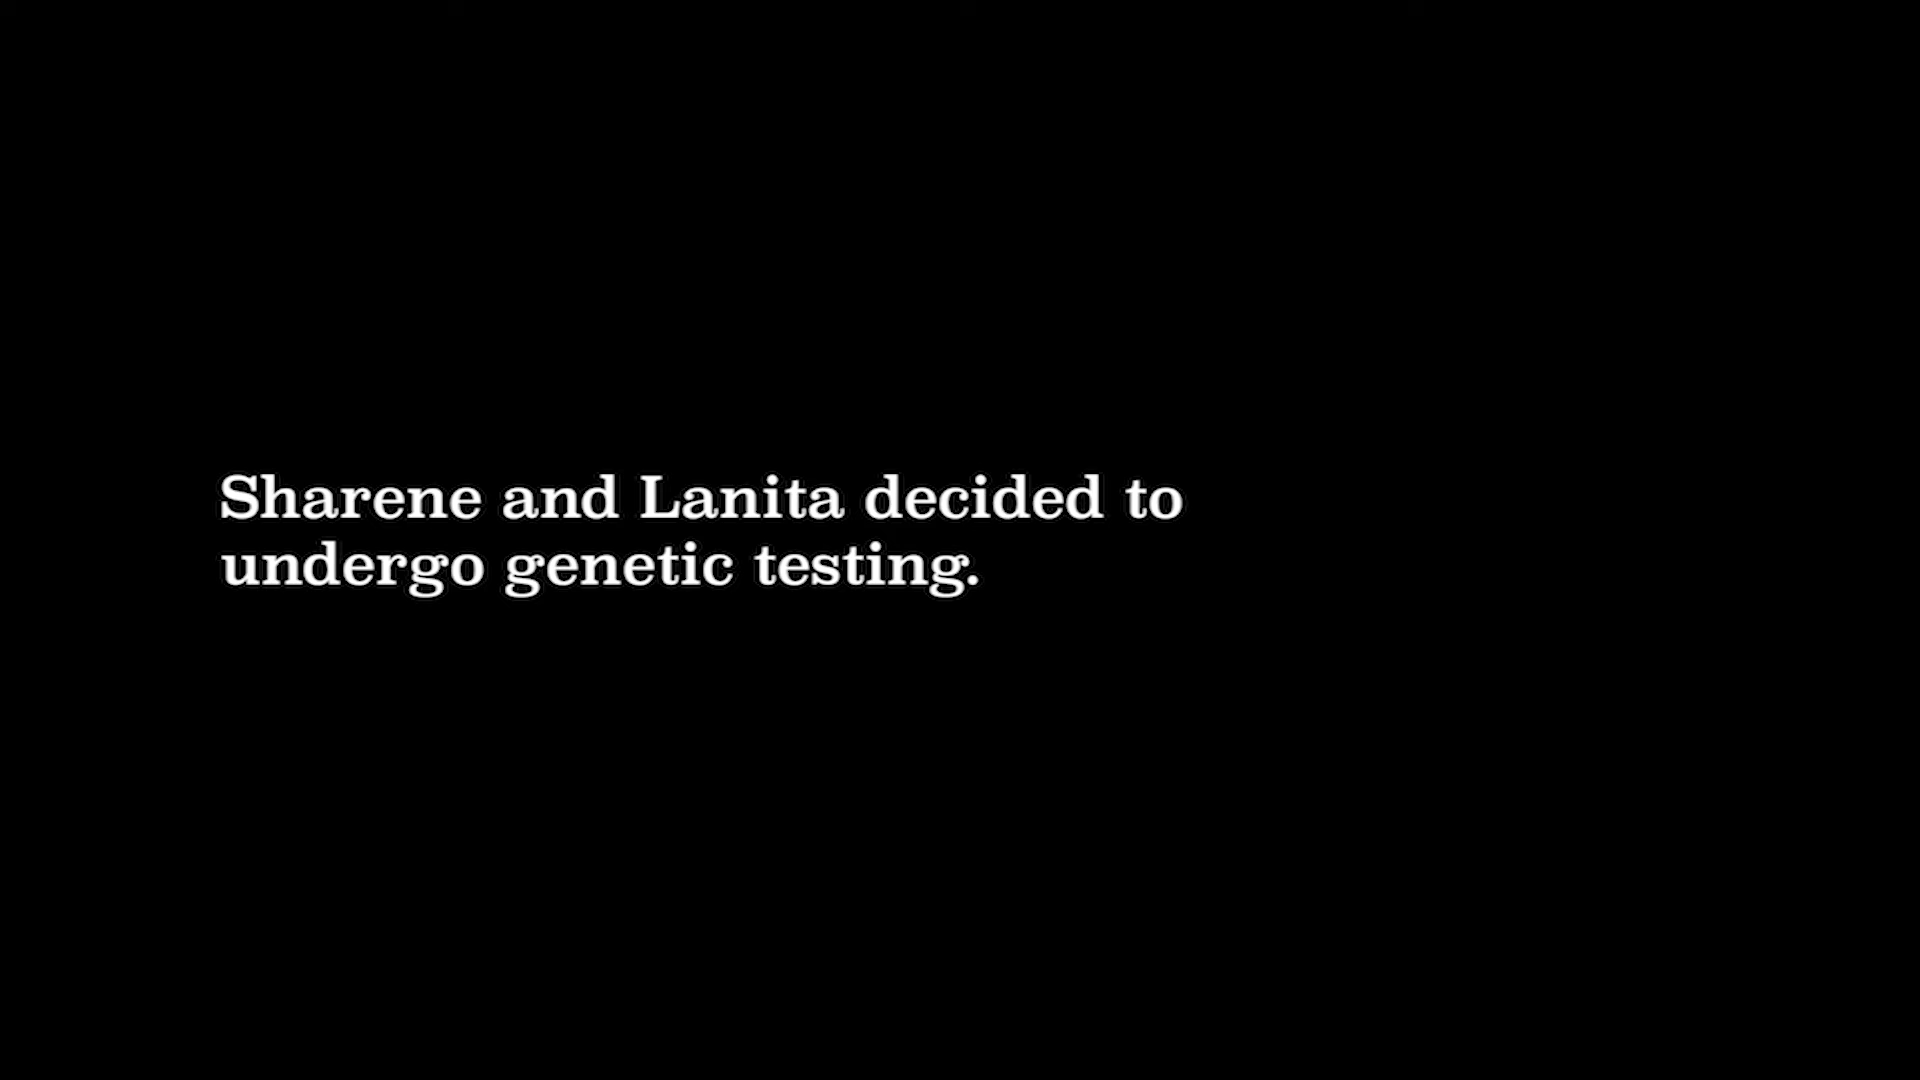 Sharene and Lanita decided to
undergo genetic testing.